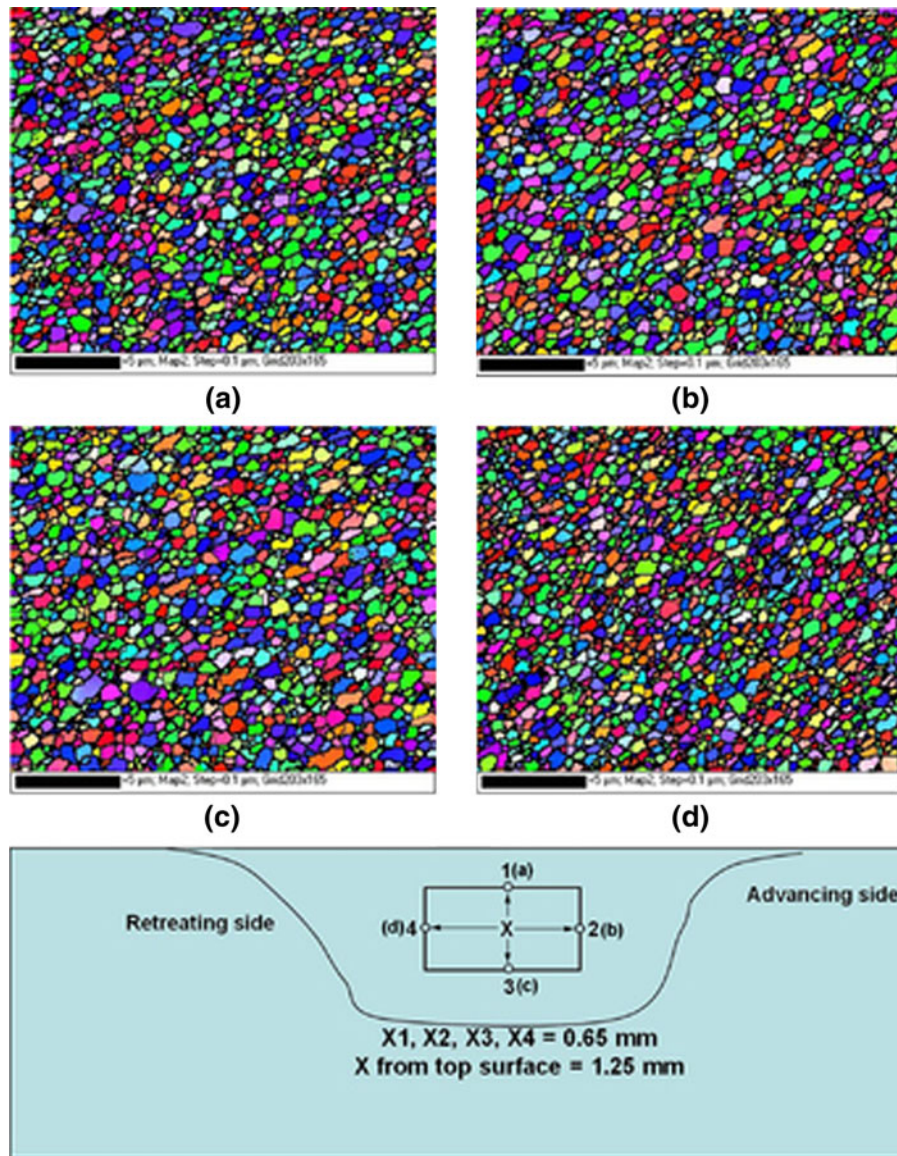 =5 µm; Map2; Step=0.1 µm; Grid203x165
=5 µm; Map2; Step=0.1 µm; Grid203x165
(a)
(b)
=5 µm; Map2; Step=0.1 µm; Grid203x165
=5 µm; Map2; Step=0.1 µm; Grid203x165
(c)
(d)
1(a)
Retreating side
Advancing side
(d)4
X
2(b)
3(c)
X1, X2, X3, X4 = 0.65 mm
X from top surface = 1.25 mm